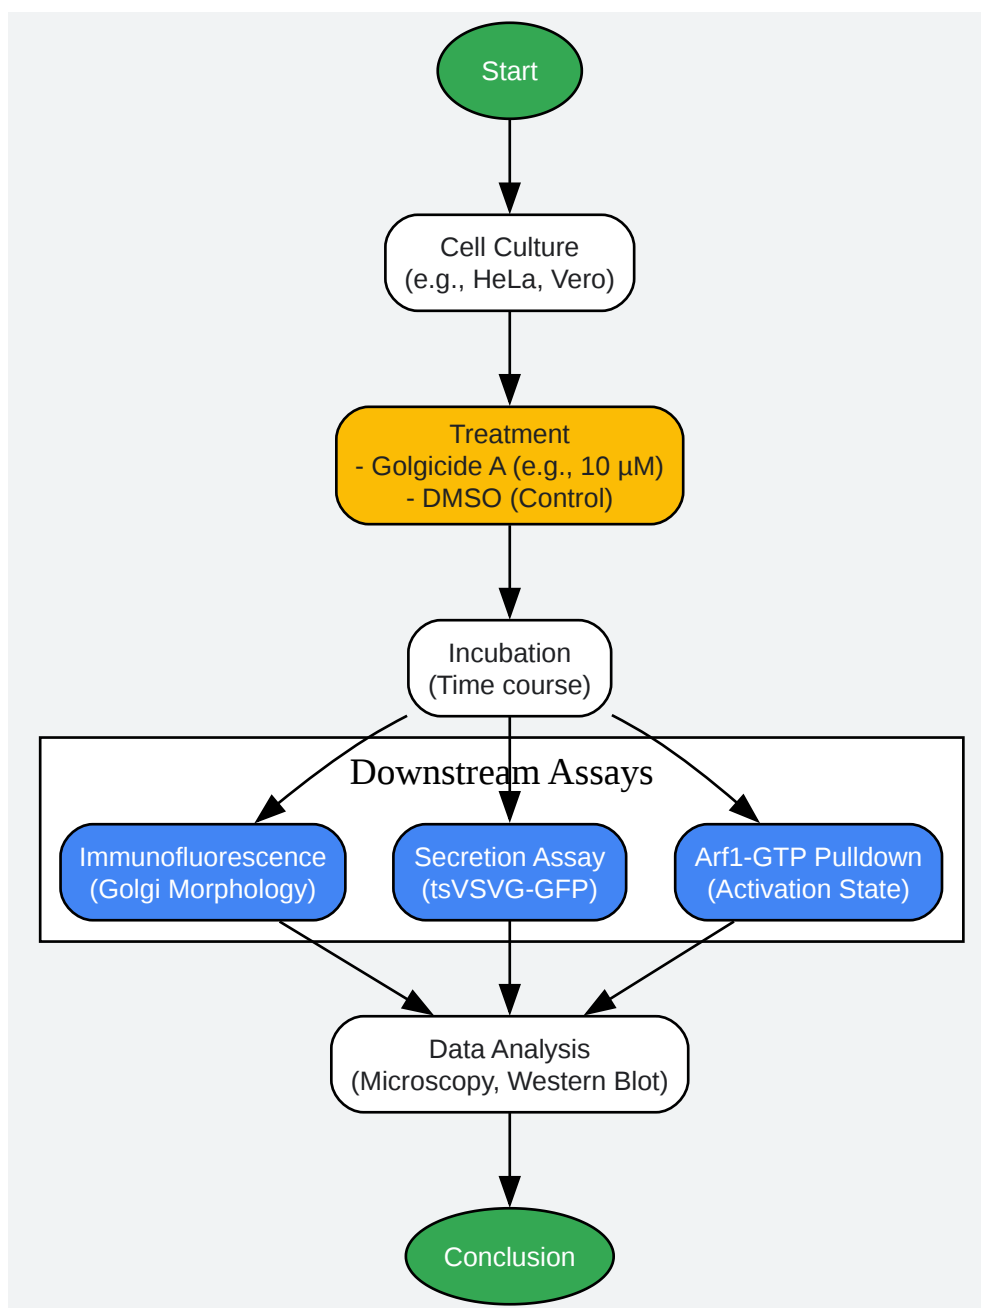 Start
Cell Culture
(e.g., HeLa, Vero)
Treatment
- Golgicide A (e.g., 10 µM)
- DMSO (Control)
Incubation
(Time course)
Downstream Assays
Immunofluorescence
(Golgi Morphology)
Secretion Assay
(tsVSVG-GFP)
Arf1-GTP Pulldown
(Activation State)
Data Analysis
(Microscopy, Western Blot)
Conclusion